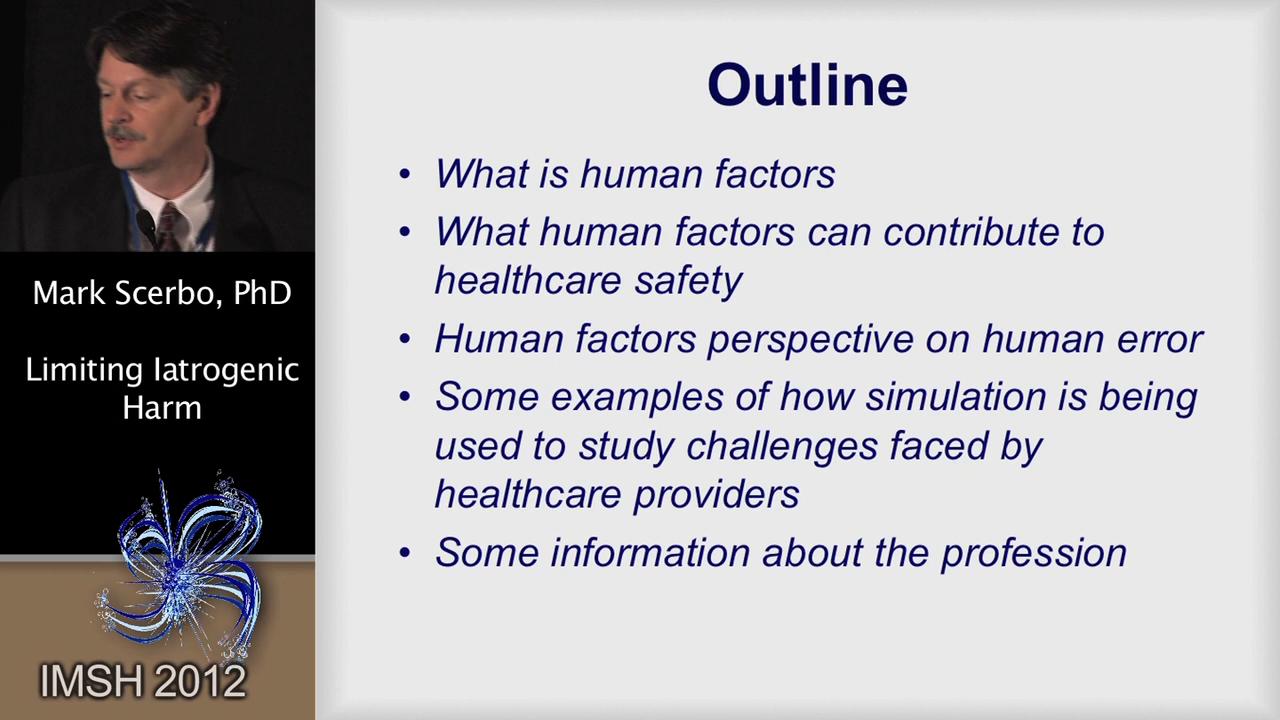 Mark Scerbo, PhD
Limiting Iatrogenic
Harm
IMSH 2012
Outline
• What is human factors
• What human factors can contribute to
healthcare safety
• Human factors perspective on human error
• Some examples of how simulation is being
used to study challenges faced by
healthcare providers
• Some information about the profession